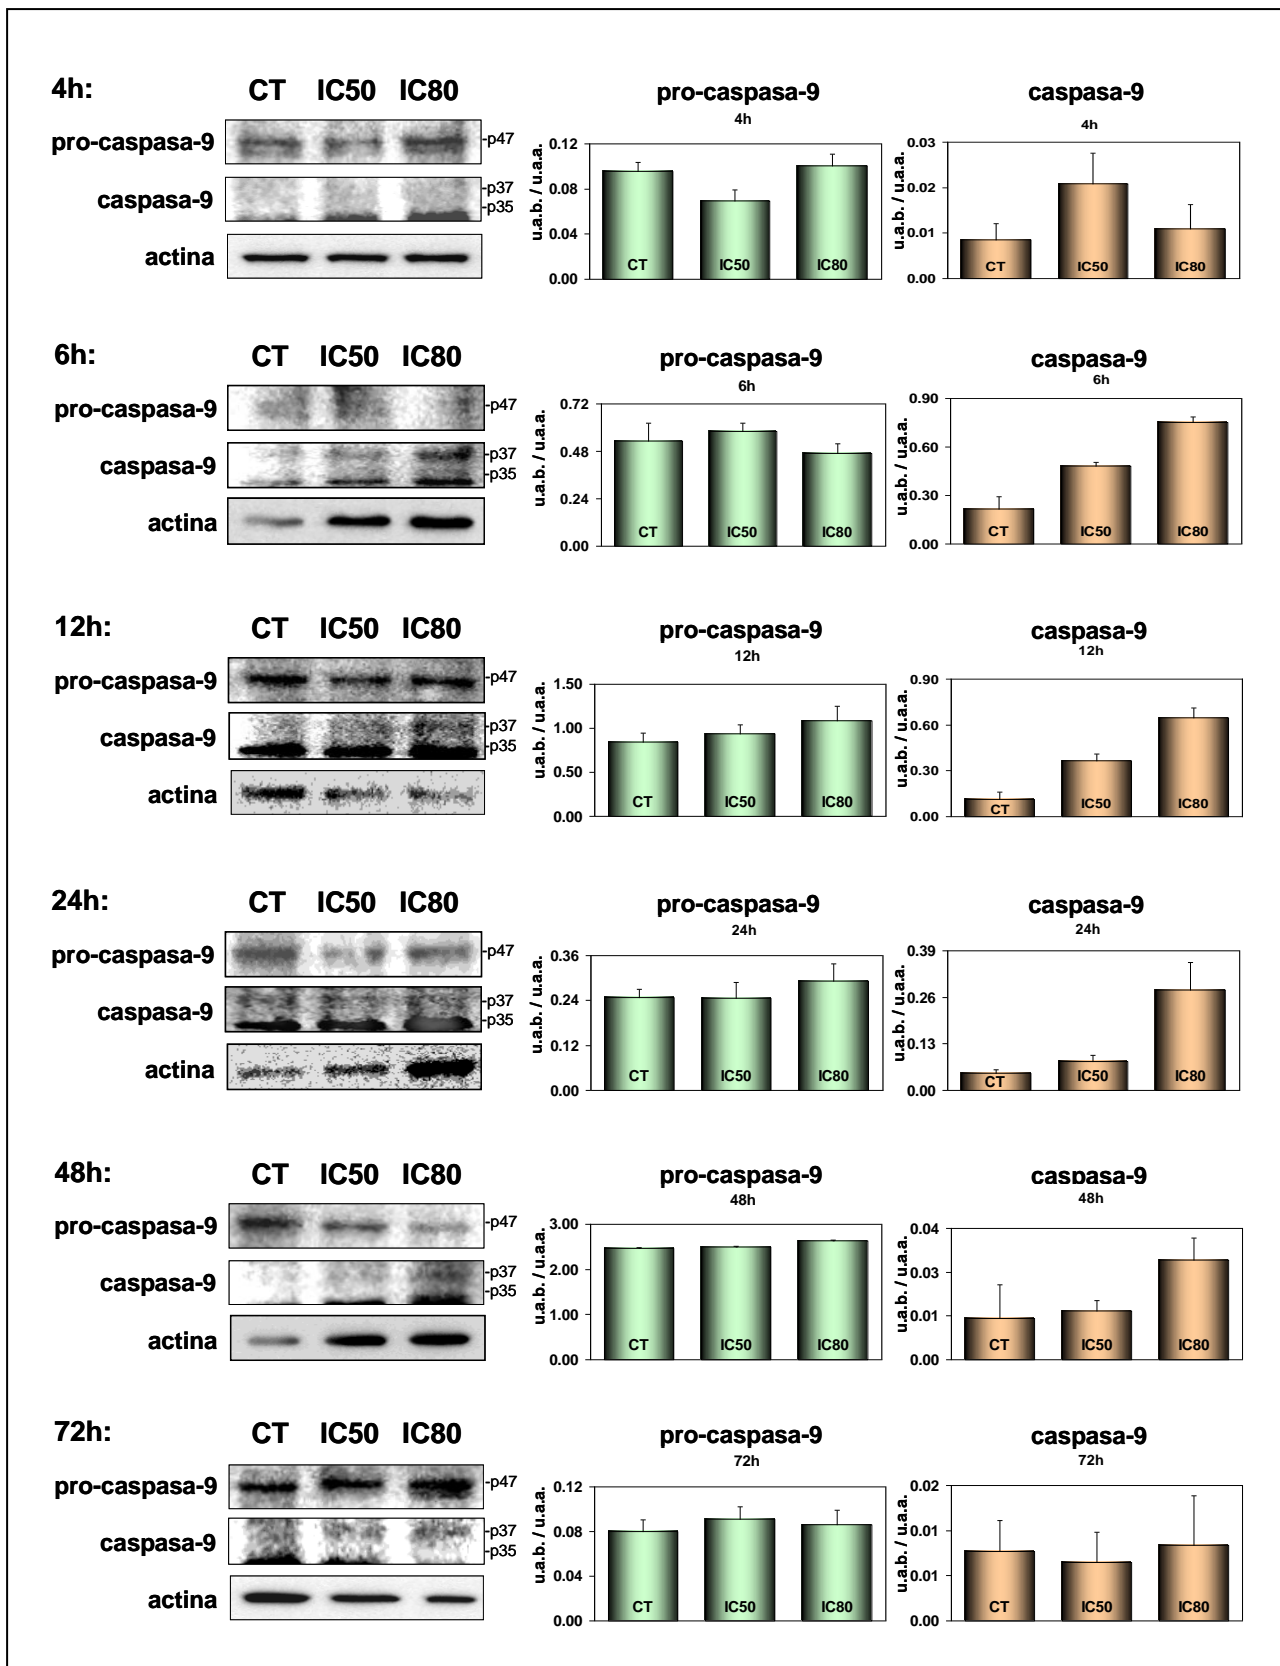 4h:
CT IC50 IC80
pro-caspasa-9
-p47
caspasa-9
-p37
-p35
actina
pro-caspasa-9
4h
u.a.b. / u.a.a.
0.12
0.08
0.04
0.00
CT IC50 IC80
caspasa-9
4h
u.a.b. / u.a.a.
0.03
0.02
0.01
0.00
CT IC50 IC80
6h:
CT IC50 IC80
pro-caspasa-9
-p47
caspasa-9
-p37
-p35
actina
pro-caspasa-9
6h
u.a.b. / u.a.a.
0.72
0.48
0.24
0.00
CT IC50 IC80
caspasa-9
6h
u.a.b. / u.a.a.
0.90
0.60
0.30
0.00
CT IC50 IC80
12h:
CT IC50 IC80
pro-caspasa-9
-p47
caspasa-9
-p37
-p35
actina
pro-caspasa-9
12h
u.a.b. / u.a.a.
1.50
1.00
0.50
0.00
CT IC50 IC80
caspasa-9
12h
u.a.b. / u.a.a.
0.90
0.60
0.30
0.00
CT IC50 IC80
24h:
CT IC50 IC80
pro-caspasa-9
-p47
caspasa-9
-p37
-p35
actina
pro-caspasa-9
24h
u.a.b. / u.a.a.
0.36
0.24
0.12
0.00
CT IC50 IC80
caspasa-9
24h
u.a.b. / u.a.a.
0.39
0.26
0.13
0.00
CT IC50 IC80
48h:
CT IC50 IC80
pro-caspasa-9
-p47
caspasa-9
-p37
-p35
actina
pro-caspasa-9
48h
u.a.b. / u.a.a.
3.00
2.00
1.00
0.00
CT IC50 IC80
caspasa-9
48h
u.a.b. / u.a.a.
0.04
0.03
0.01
0.00
CT IC50 IC80
72h:
CT IC50 IC80
pro-caspasa-9
-p47
caspasa-9
-p37
-p35
actina
pro-caspasa-9
72h
u.a.b. / u.a.a.
0.12
0.08
0.04
0.00
CT IC50 IC80
caspasa-9
72h
u.a.b. / u.a.a.
0.02
0.01
0.01
0.00
CT IC50 IC80